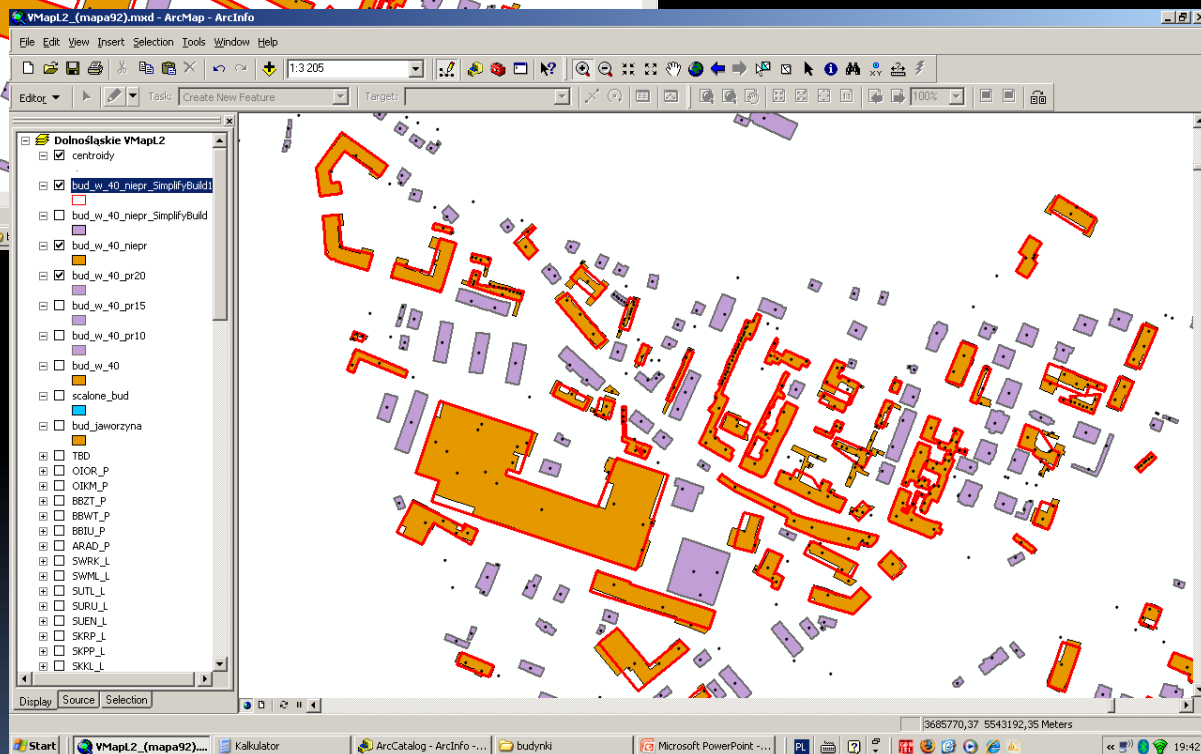 VMapL2_(mapa92).mxd - ArcMap - ArcInfo
File Edit View Insert Selection Tools Window Help
1:3 205
Editor Task: Create New Feature Target: 100%
Dolnośląskie VMapL2
centroidy
bud_w_40_niepr_SimplifyBuild1
bud_w_40_niepr_SimplifyBuild
bud_w_40_niepr
bud_w_40_pr20
bud_w_40_pr15
bud_w_40_pr10
bud_w_40
scalone_bud
bud_jaworzyna
TBD
OIOR_P
OIKM_P
BBZT_P
BBWT_P
BBIU_P
ARAD_P
SWRK_L
SWML_L
SUTL_L
SURU_L
SUEN_L
SKRP_L
SKPP_L
SKKL_L
Display Source Selection
3685770,37 5543192,35 Meters
Start VMapL2_(mapa92).... Kalkulator ArcCatalog - ArcInfo -... budynki Microsoft PowerPoint -... PL 19:42